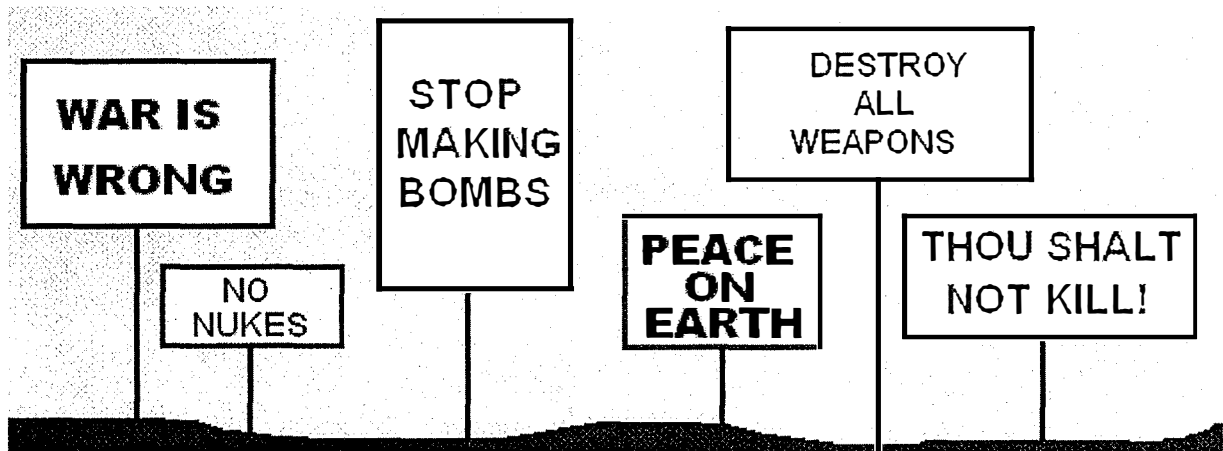 WAR IS
WRONG
NO
NUKES
STOP
MAKING
BOMBS
PEACE
ON
EARTH
DESTROY
ALL
WEAPONS
THOU SHALT
NOT KILL!